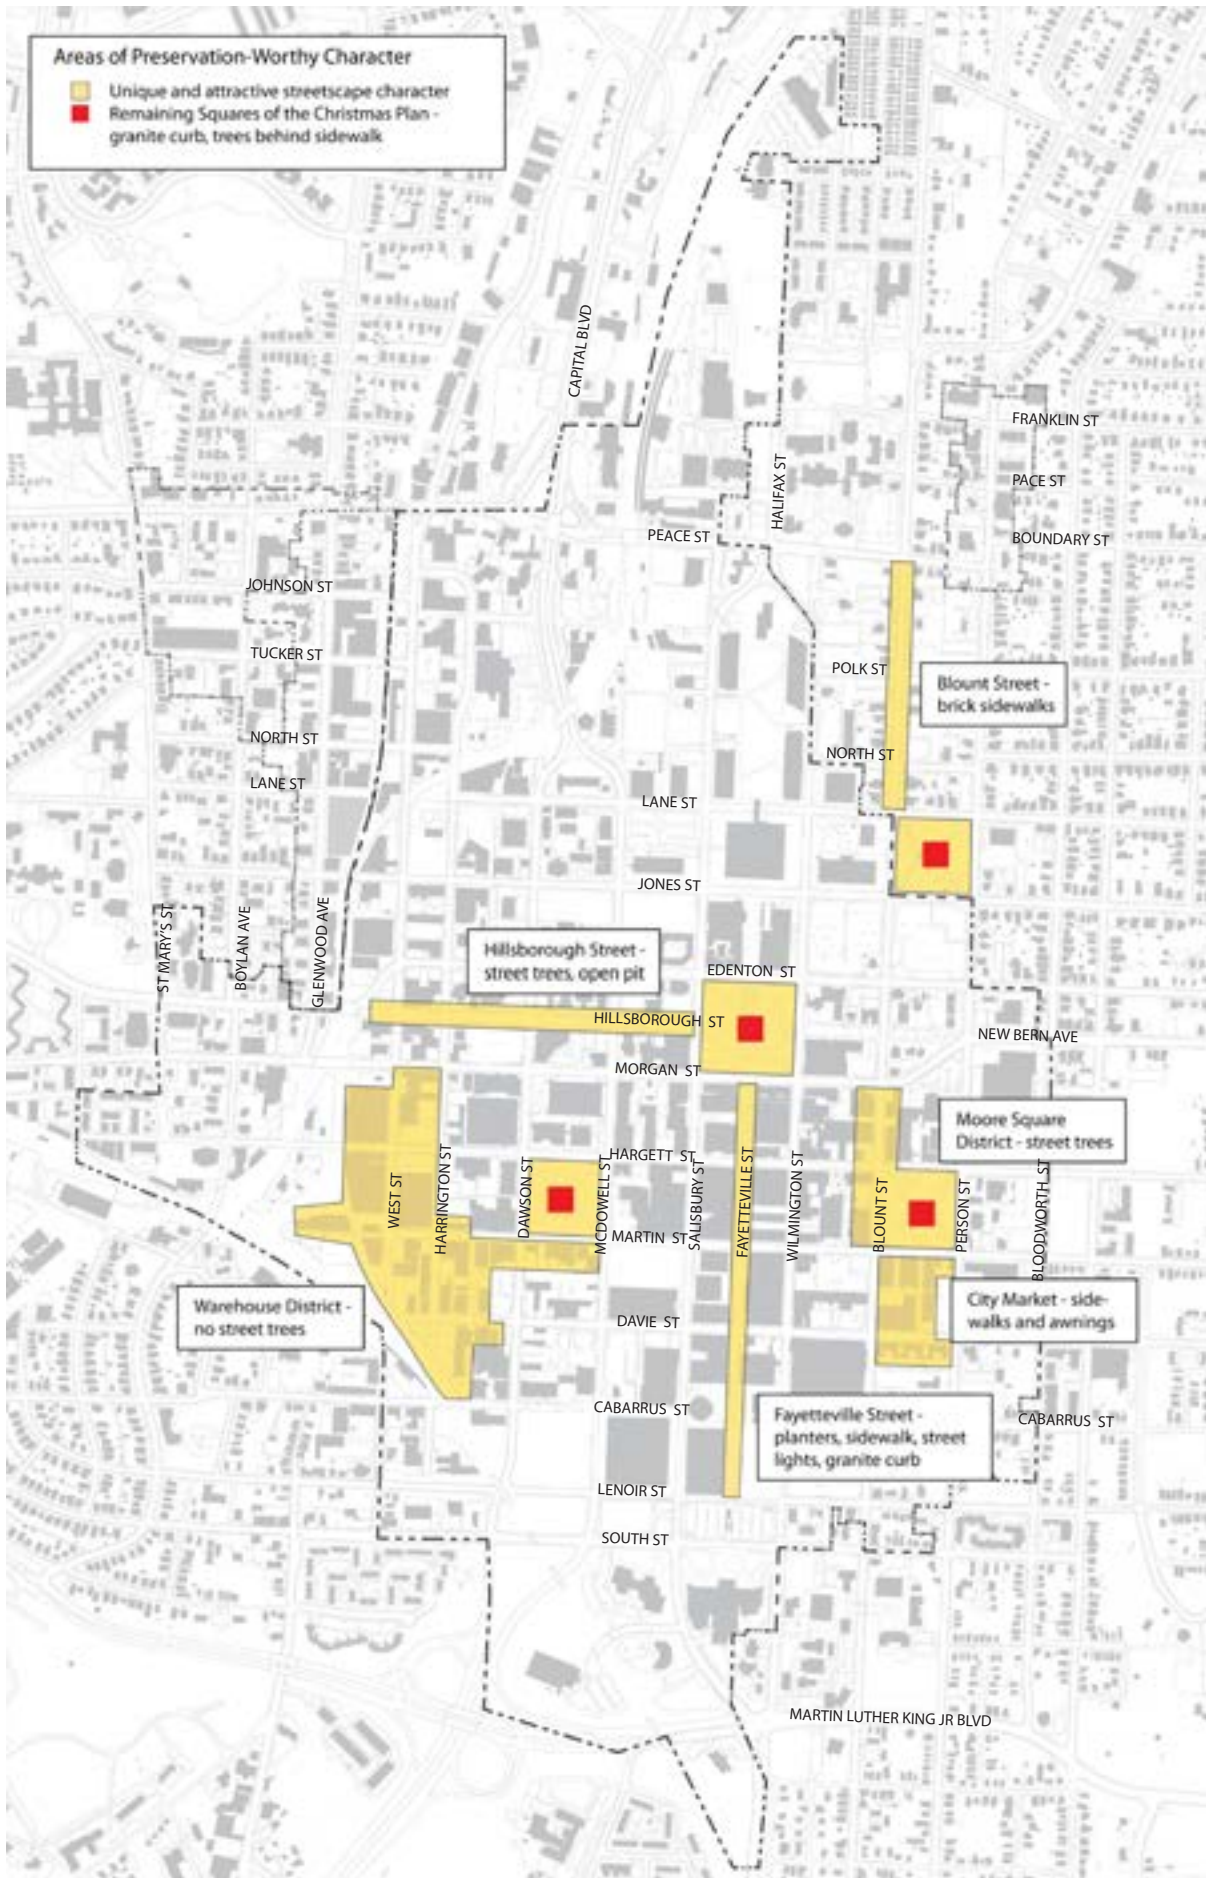 Areas of Preservation-Worthy Character
Unique and attractive streetscape character
Remaining Squares of the Christmas Plan -
granite curb, trees behind sidewalk
CAPITAL BLVD
FRANKLIN ST
HALIFAX ST
PACE ST
PEACE ST
BOUNDARY ST
JOHNSON ST
TUCKER ST
POLK ST
Blount Street -
brick sidewalks
NORTH ST
NORTH ST
LANE ST
LANE ST
JONES ST
ST MARY'S ST
BOYLAN AVE
GLENWOOD AVE
Hillsborough Street -
street trees, open pit
EDENTON ST
HILLSBOROUGH ST
NEW BERN AVE
MORGAN ST
Moore Square
District - street trees
HARGETT ST
WEST ST
HARRINGTON ST
DAWSON ST
MCDOWELL ST
SALISBURY ST
FAYETTEVILLE ST
WILMINGTON ST
BLOUNT ST
PERSON ST
BLOODWORTH ST
MARTIN ST
Warehouse District -
no street trees
City Market - side-
walks and awnings
DAVIE ST
CABARRUS ST
Fayetteville Street -
planters, sidewalk, street
lights, granite curb
CABARRUS ST
LENOIR ST
SOUTH ST
MARTIN LUTHER KING JR BLVD